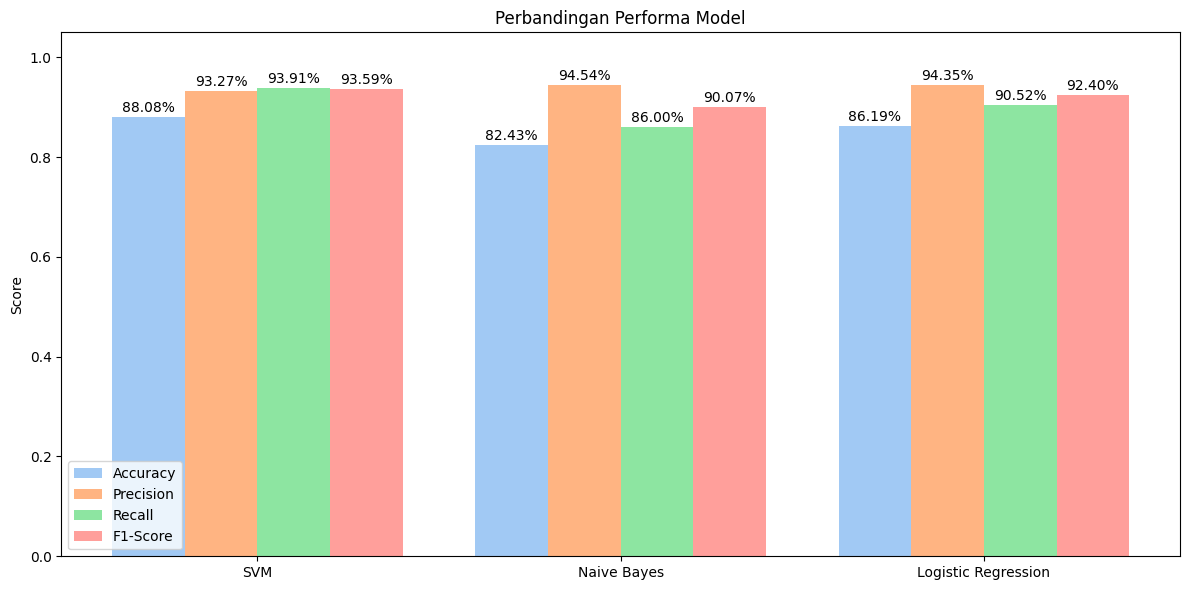 Perbandingan Performa Model
Score
1.0
0.8
0.6
0.4
0.2
0.0
88.08%
93.27%
93.91%
93.59%
82.43%
94.54%
86.00%
90.07%
86.19%
94.35%
90.52%
92.40%
Accuracy
Precision
Recall
F1-Score
SVM
Naive Bayes
Logistic Regression